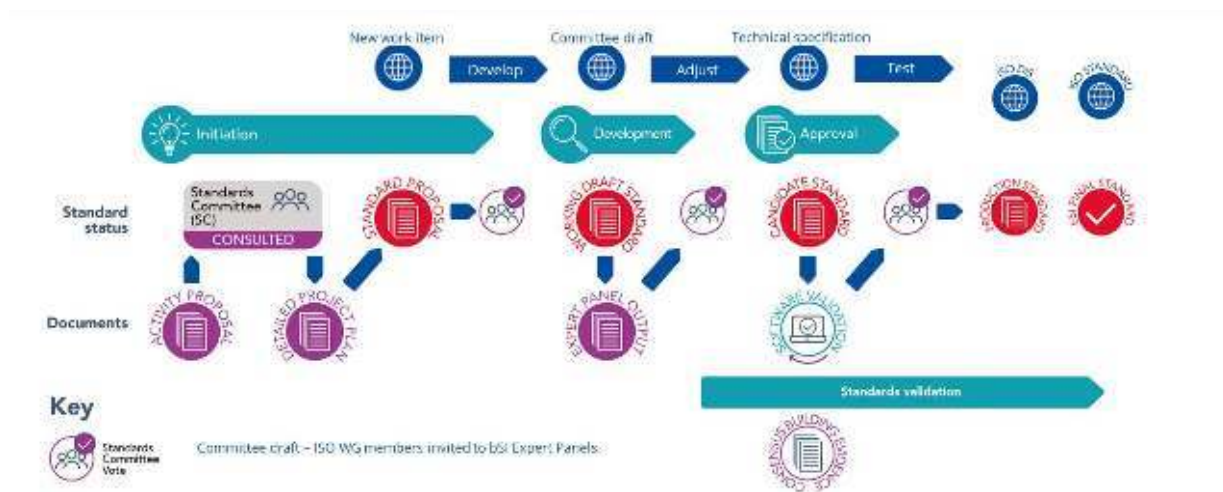 New work item
Committee draft
Technical specification
Develop
Adjust
Test
ISO DIS
ISO STANDARD
Initiation
Development
Approval
Standard
status
Standards
Committee
(SC)
CONSULTED
STANDARD PROPOSAL
WORKING DRAFT STANDARD
CANDIDATE STANDARD
BSI FINAL STANDARD
Documents
ACTIVITY PROPOSAL
DETAILED PROJECT PLAN
EXPERT PANEL OUTPUT
SOFTWARE VALIDATION
Standards validation
CONSENSUS BUILDING EVIDENCE
Key
Standards
Committee
Vote
Committee draft – ISO WG members invited to bSI Expert Panels